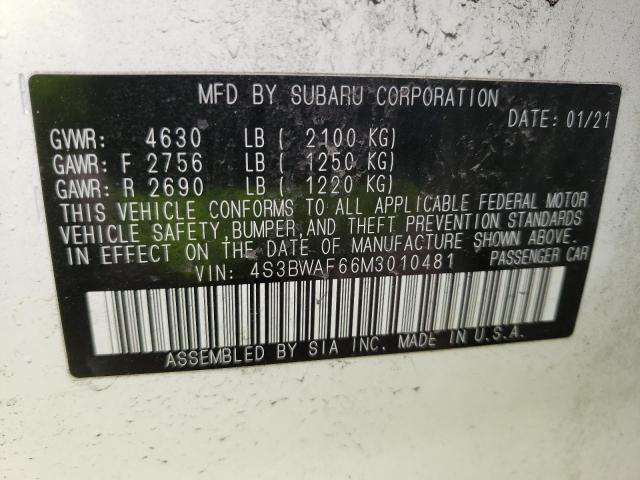 MFD BY SUBARU CORPORATION
DATE: 01/21
GVWR: 4630 LB ( 2100 KG)
GAWR: F 2756 LB ( 1250 KG)
GAWR: R 2690 LB ( 1220 KG)
THIS VEHICLE CONFORMS TO ALL APPLICABLE FEDERAL MOTOR
VEHICLE SAFETY, BUMPER, AND THEFT PREVENTION STANDARDS
IN EFFECT ON THE DATE OF MANUFACTURE SHOWN ABOVE.
VIN: 4S3BWAF66M3010481 PASSENGER CAR
ASSEMBLED BY SIA INC. MADE IN U.S.A.